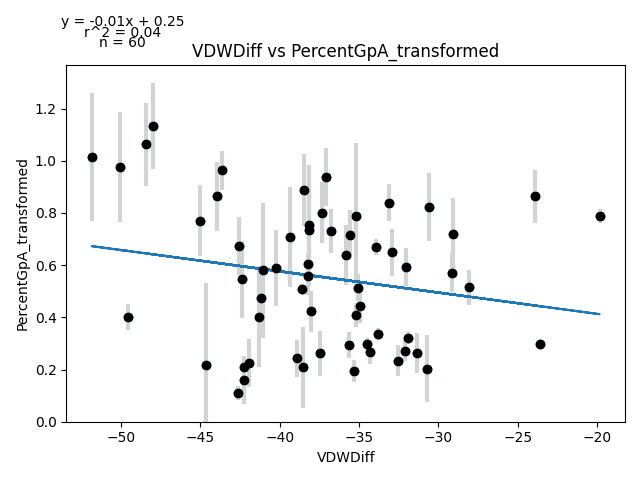 y = -0.01x + 0.25
r^2 = 0.04
n = 60
VDWDiff vs PercentGpA_transformed
PercentGpA_transformed
1.2
1.0
0.8
0.6
0.4
0.2
0.0
−50
−45
−40
−35
−30
−25
−20
VDWDiff